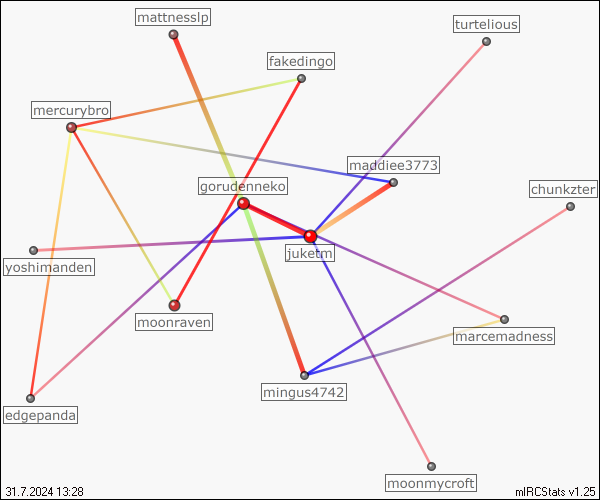 mattnesslp
turtelious
fakedingo
mercurybro
maddiee3773
gorudenneko
chunkzter
juketm
yoshimanden
moonraven
marcemadness
mingus4742
edgepanda
moonmycroft
31.7.2024 13:28
mIRCStats v1.25